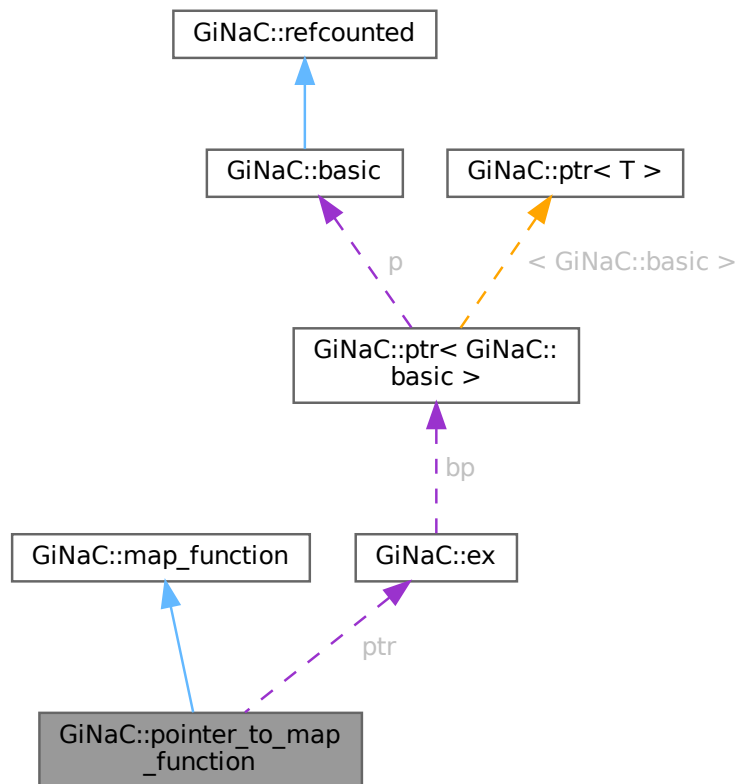 GiNaC::refcounted
GiNaC::basic
GiNaC::ptr< T >
p
< GiNaC::basic >
GiNaC::ptr< GiNaC::
basic >
bp
GiNaC::map_function
GiNaC::ex
ptr
GiNaC::pointer_to_map
_function